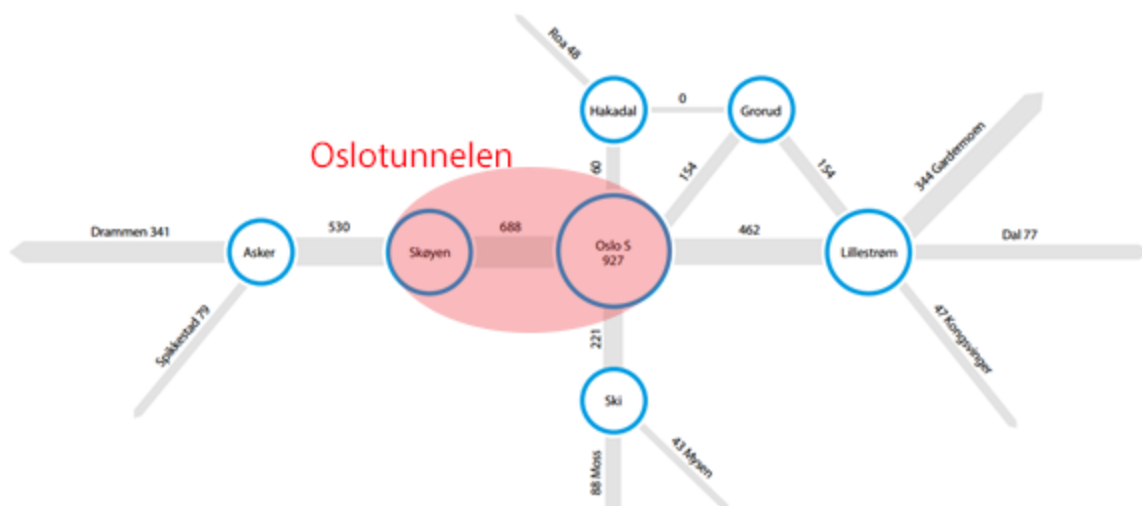 Roa 48
Hakadal
0
Grorud
Oslotunnelen
60
154
154
344 Gardermoen
Drammen 341
530
688
462
Dal 77
Asker
Skøyen
Oslo S
927
Lillestrøm
Spikkestad 79
221
47 Kongsvinger
Ski
88 Moss
43 Mysen